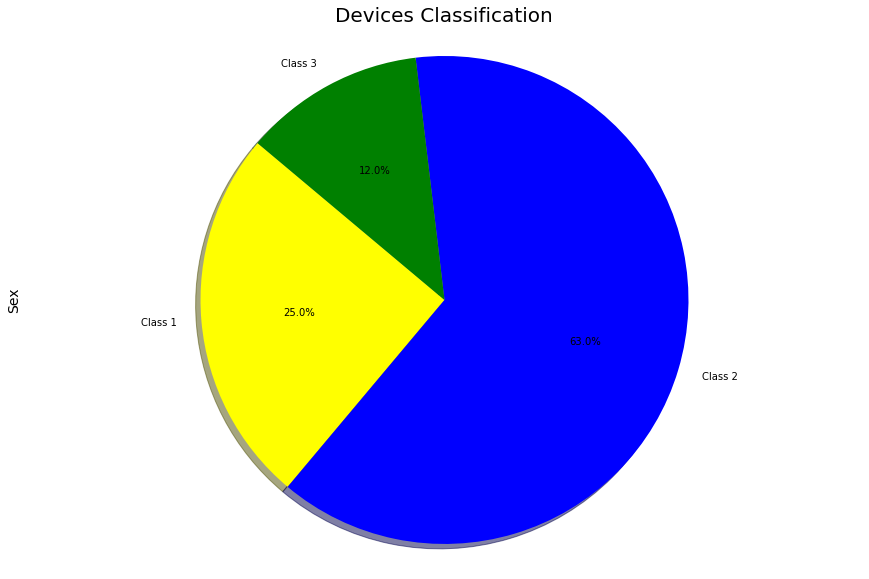 Devices Classification
Class 3
12.0%
Sex
25.0%
Class 1
63.0%
Class 2